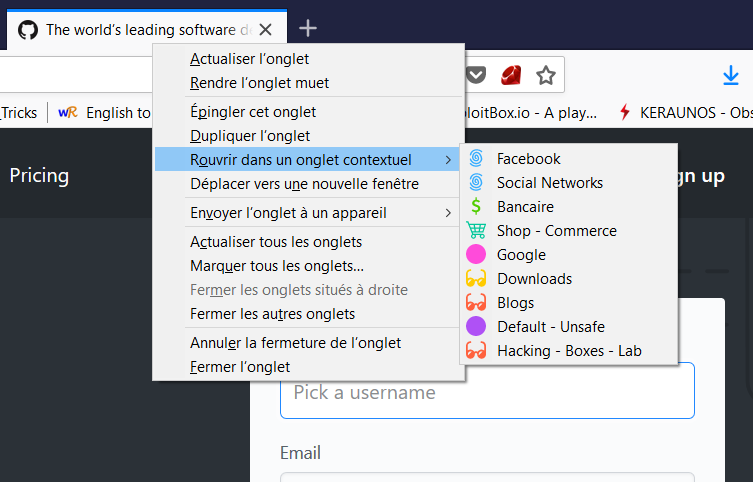 The world's leading software d
Actualiser l'onglet
Rendre l'onglet muet
Tricks
English to
ploitBox.io - A play...
KERAUNOS - Obs
Épingler cet onglet
Dupliquer l'onglet
Rouvrir dans un onglet contextuel
Déplacer vers une nouvelle fenêtre
Envoyer l'onglet à un appareil
Actualiser tous les onglets
Marquer tous les onglets...
Fermer les onglets situés à droite
Fermer les autres onglets
Annuler la fermeture de l'onglet
Fermer l'onglet
Facebook
Social Networks
Bancaire
Shop - Commerce
Google
Downloads
Blogs
Default - Unsafe
Hacking - Boxes - Lab
Pricing
gn up
Pick a username
Email